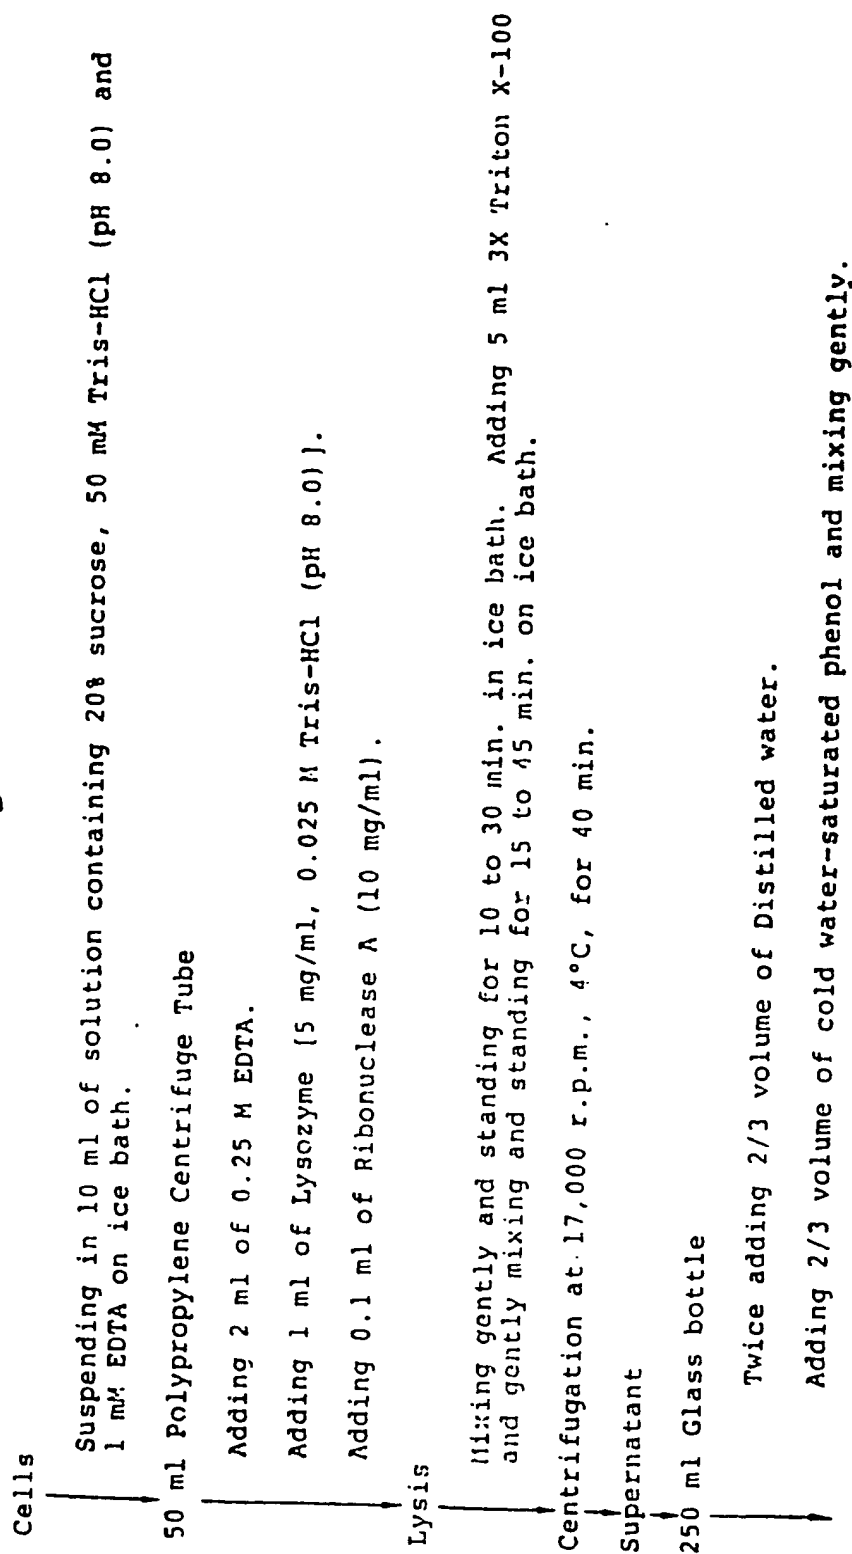 Cells
Suspending in 10 ml of solution containing 20% sucrose, 50 mM Tris-HCl (pH 8.0) and
1 mM EDTA on ice bath.
50 ml Polypropylene Centrifuge Tube
Adding 2 ml of 0.25 M EDTA.
Adding 1 ml of Lysozyme [5 mg/ml, 0.025 M Tris-HCl (pH 8.0)].
Adding 0.1 ml of Ribonuclease A (10 mg/ml).
Lysis
Mixing gently and standing for 10 to 30 min. in ice bath. Adding 5 ml 3X Triton X-100
and gently mixing and standing for 15 to 45 min. on ice bath.
Centrifugation at 17,000 r.p.m., 4°C, for 40 min.
Supernatant
250 ml Glass bottle
Twice adding 2/3 volume of Distilled water.
Adding 2/3 volume of cold water-saturated phenol and mixing gently.